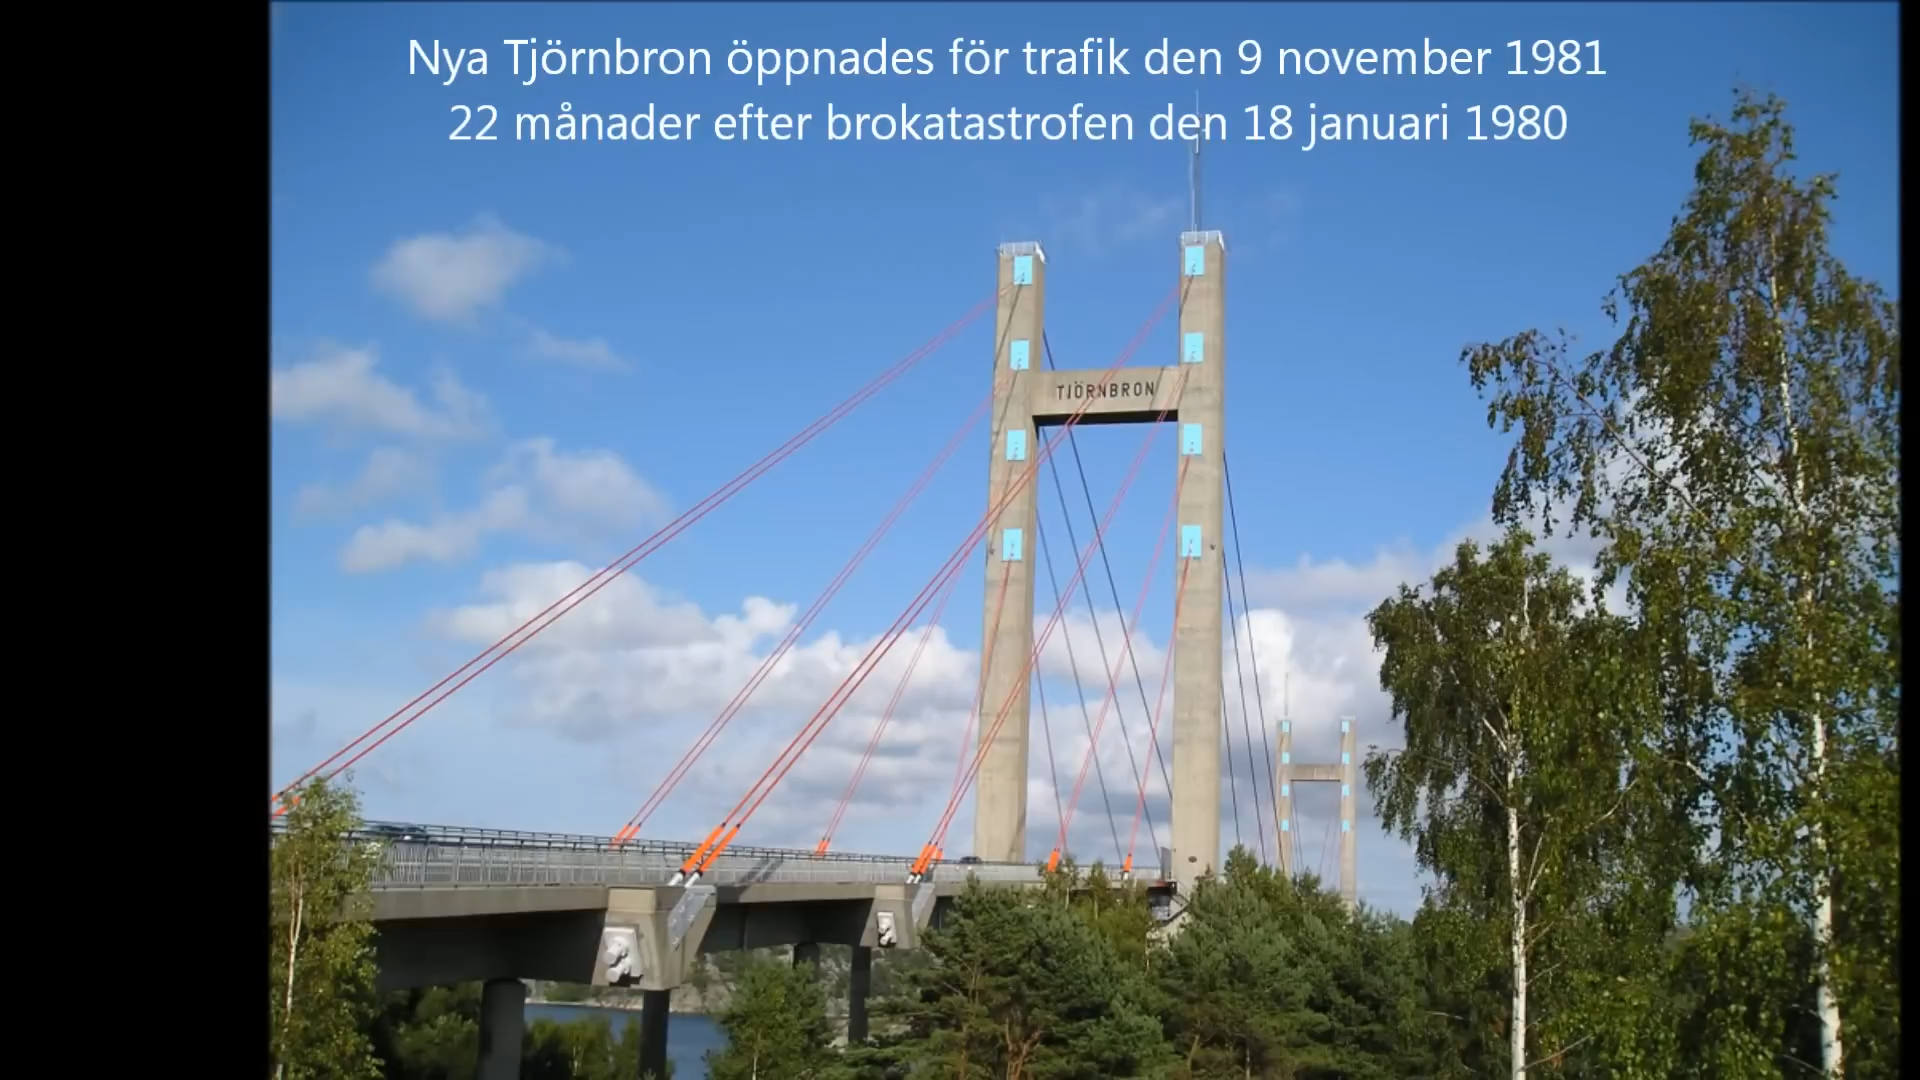 Nya Tjörnbron öppnades för trafik den 9 november 1981
22 månader efter brokatastrofen den 18 januari 1980
TJÖRNBRON